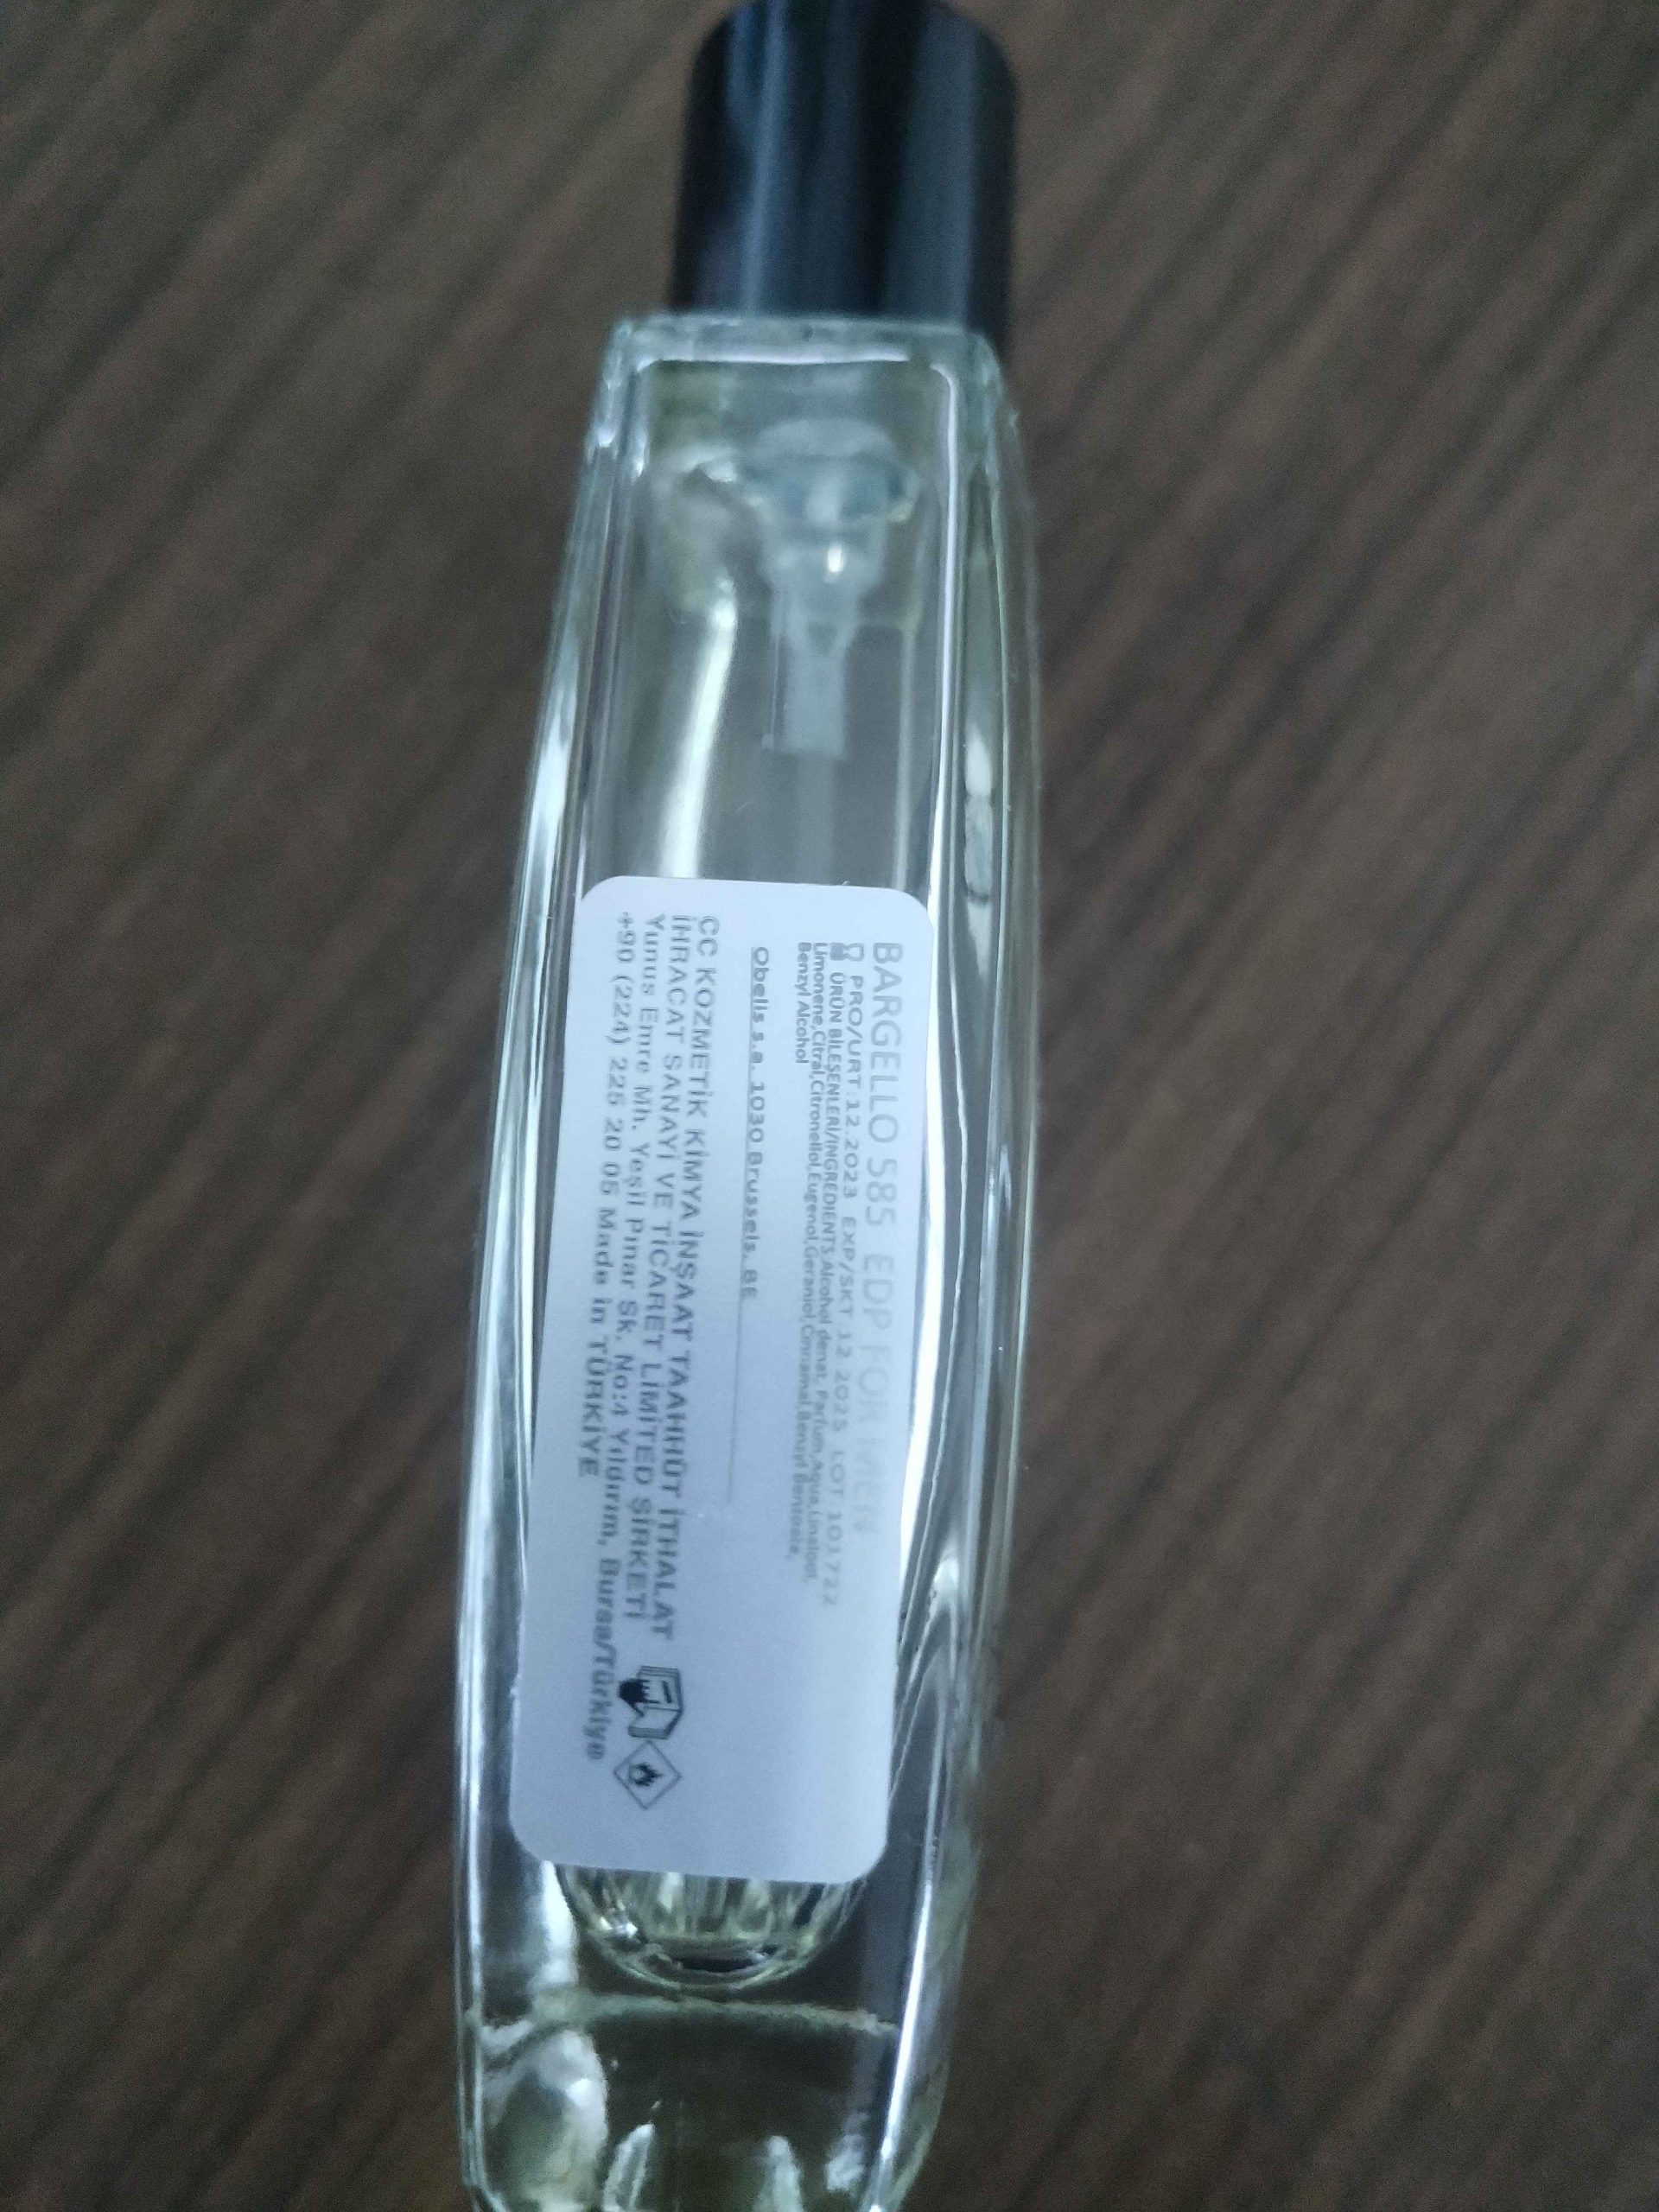 BARGELLO 585 EDP FOR MEN
PRO/ÜRT:12.2023 EXP/SKT 12.2025 LOT 103722
ÜRÜN BİLEŞENLERİ/INGREDIENTS:Alcohol denat, Parfum,Aqua,Linalool,
Limonene,Citral,Citronellol,Eugenol,Geraniol,Cinnamal,Benzyl Benzoate,
Benzyl Alcohol
Obelis s.a. 1030 Brussels, BE
CC KOZMETİK KİMYA İNŞAAT TAAHHÜT İTHALAT
İHRACAT SANAYİ VE TİCARET LİMİTED ŞİRKETİ
Yunus Emre Mh. Yeşil Pınar Sk. No:4 Yıldırım, Bursa/Türkiye
+90 (224) 225 20 05 Made in TÜRKİYE